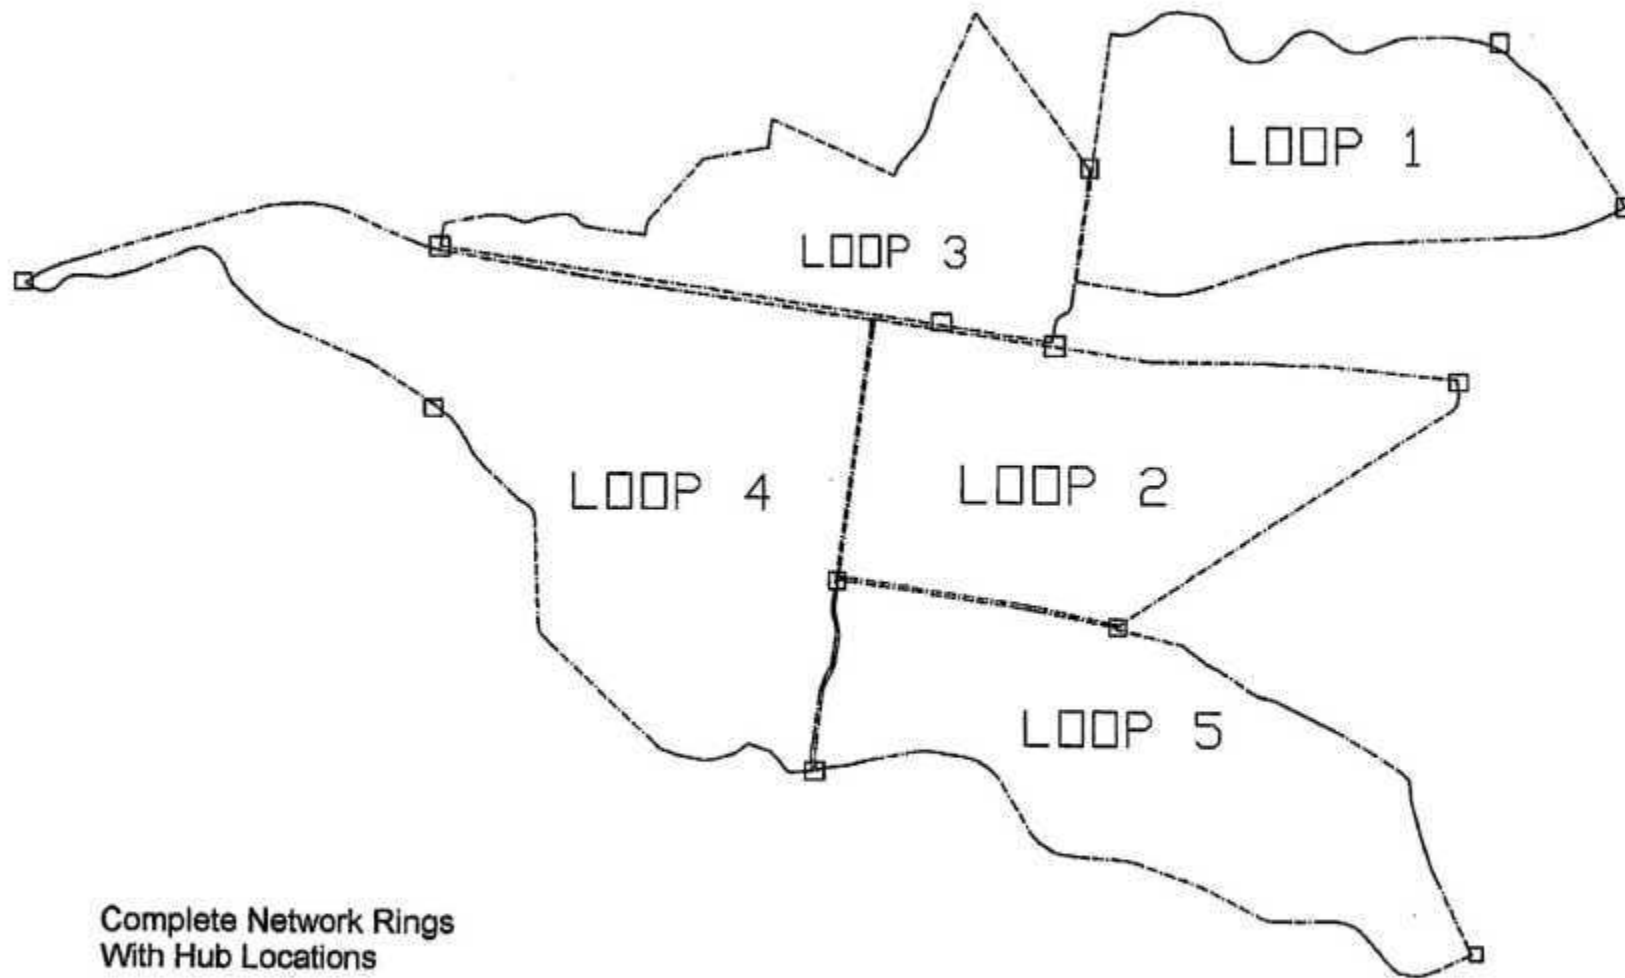 LOOP 1
LOOP 3
LOOP 4
LOOP 2
LOOP 5
Complete Network Rings
With Hub Locations